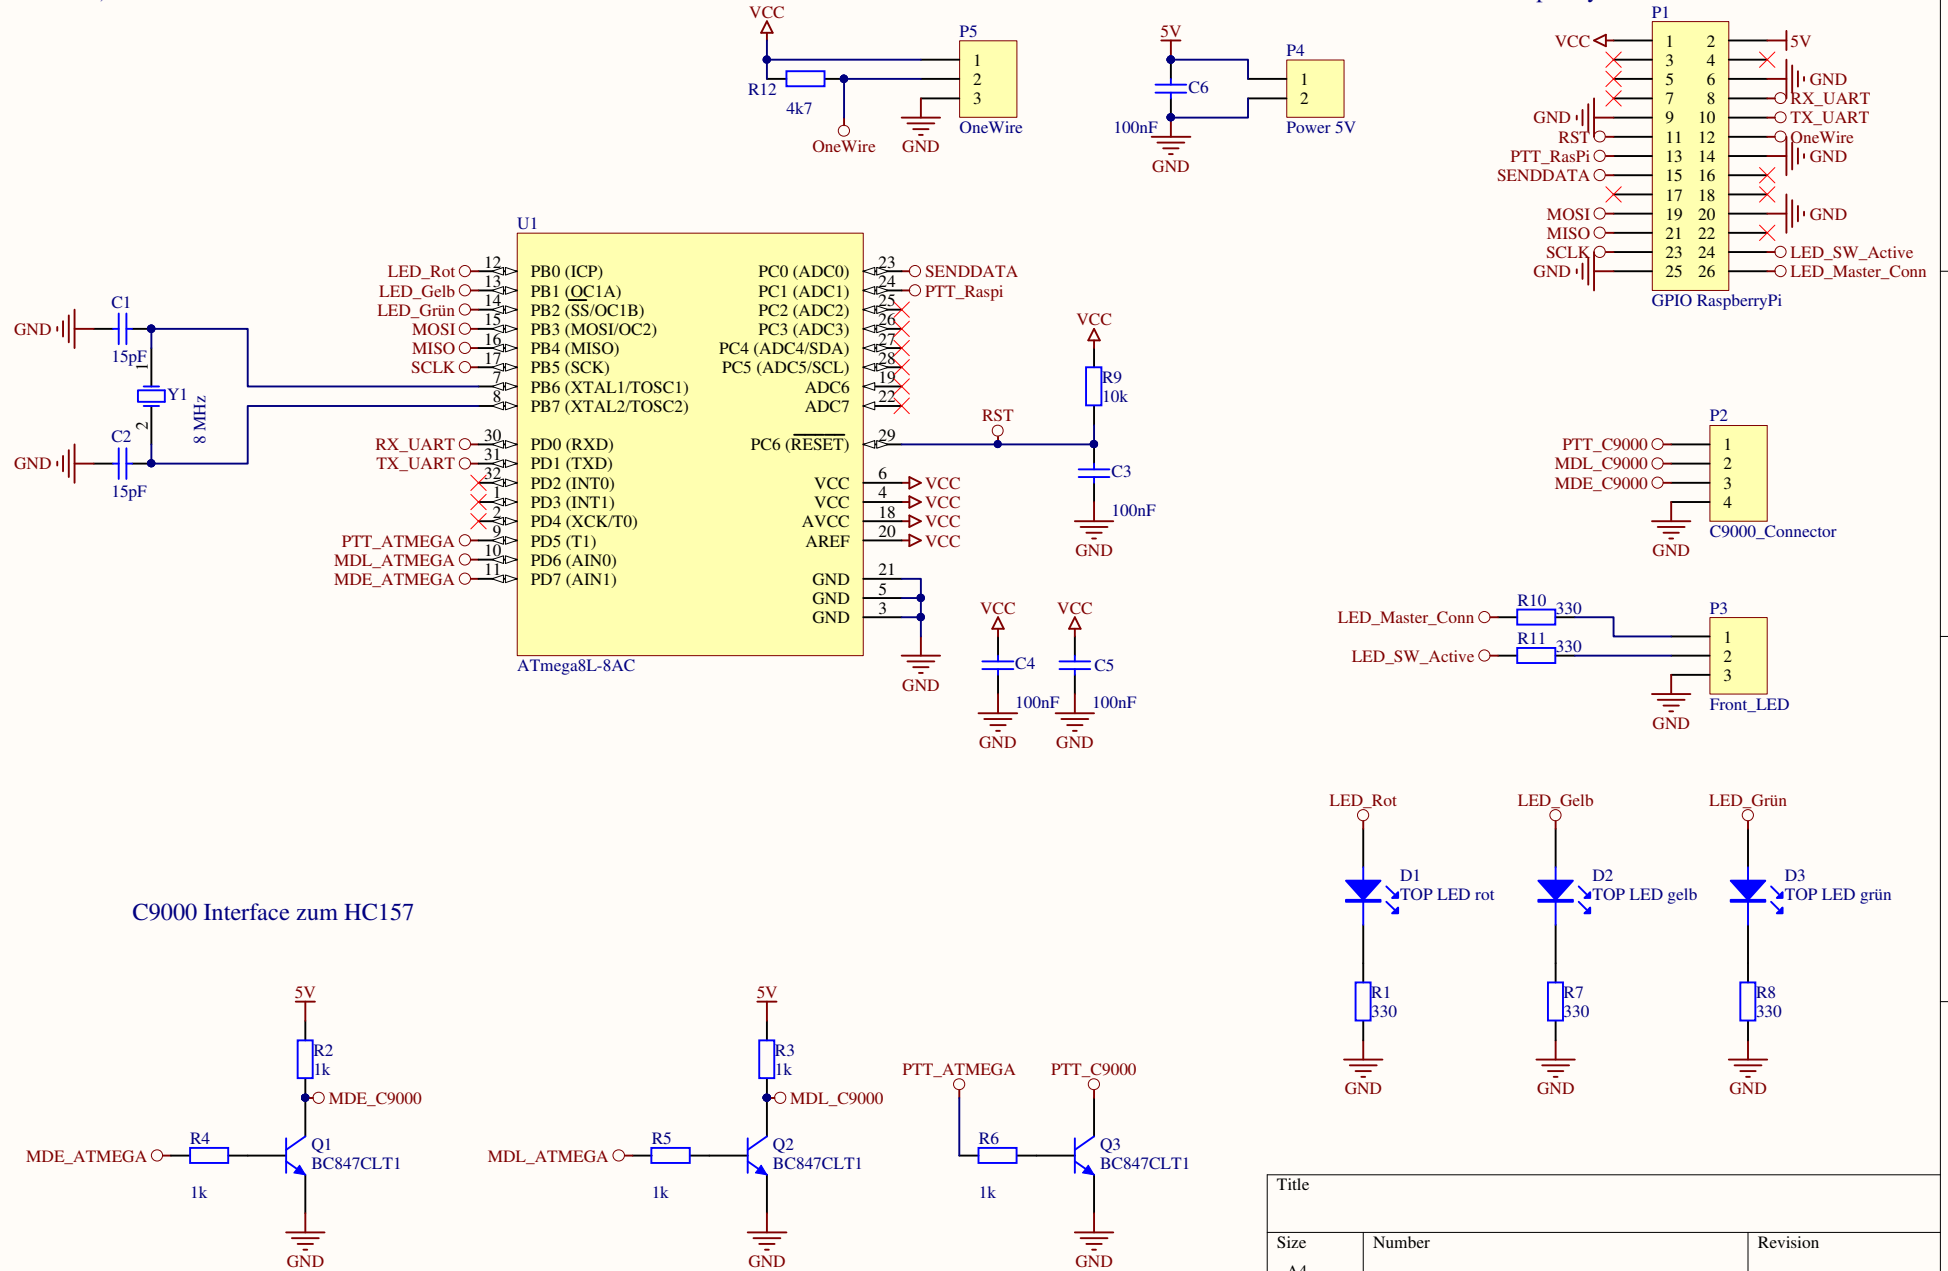 VCC
P5
1
2
3
R12
4k7
OneWire
OneWire
GND
5V
P4
C6
1
2
100nF
Power 5V
GND
P1
VCC 1 2 5V
3 4
5 6 GND
7 8 RX_UART
GND 9 10 TX_UART
RST 11 12 OneWire
PTT_RasPi 13 14 GND
SENDDATA 15 16
17 18
MOSI 19 20 GND
MISO 21 22
SCLK 23 24 LED_SW_Active
GND 25 26 LED_Master_Conn
GPIO RaspberryPi
U1
LED_Rot 12 PB0 (ICP) PC0 (ADC0) 23 SENDDATA
LED_Gelb 13 PB1 (OC1A) PC1 (ADC1) 24 PTT_Raspi
LED_Grün 14 PB2 (SS/OC1B) PC2 (ADC2) 25
MOSI 15 PB3 (MOSI/OC2) PC3 (ADC3) 26
MISO 16 PB4 (MISO) PC4 (ADC4/SDA) 27
SCLK 17 PB5 (SCK) PC5 (ADC5/SCL) 28
7 PB6 (XTAL1/TOSC1) ADC6 19
8 PB7 (XTAL2/TOSC2) ADC7 22
RX_UART 30 PD0 (RXD) PC6 (RESET) 29
TX_UART 31 PD1 (TXD)
32 PD2 (INT0) VCC 6 VCC
1 PD3 (INT1) VCC 4 VCC
2 PD4 (XCK/T0) AVCC 18 VCC
PTT_ATMEGA 9 PD5 (T1) AREF 20 VCC
MDL_ATMEGA 10 PD6 (AIN0)
MDE_ATMEGA 11 PD7 (AIN1) GND 21
GND 5
GND 3
ATmega8L-8AC
GND
C1
GND
15pF
1
Y1
2
8 MHz
C2
GND
15pF
VCC
R9
10k
RST
C3
100nF
GND
VCC
C4
100nF
GND
VCC
C5
100nF
GND
P2
PTT_C9000 1
MDL_C9000 2
MDE_C9000 3
4
GND
C9000_Connector
R10
LED_Master_Conn 330
R11
LED_SW_Active 330
P3
1
2
3
GND
Front_LED
LED_Rot
D1
TOP LED rot
R1
330
GND
LED_Gelb
D2
TOP LED gelb
R7
330
GND
LED_Grün
D3
TOP LED grün
R8
330
GND
C9000 Interface zum HC157
5V
R2
1k
MDE_C9000
R4
MDE_ATMEGA
1k
Q1
BC847CLT1
GND
5V
R3
1k
MDL_C9000
R5
MDL_ATMEGA
1k
Q2
BC847CLT1
GND
PTT_ATMEGA
PTT_C9000
R6
1k
Q3
BC847CLT1
GND
Title
Size
Number
Revision